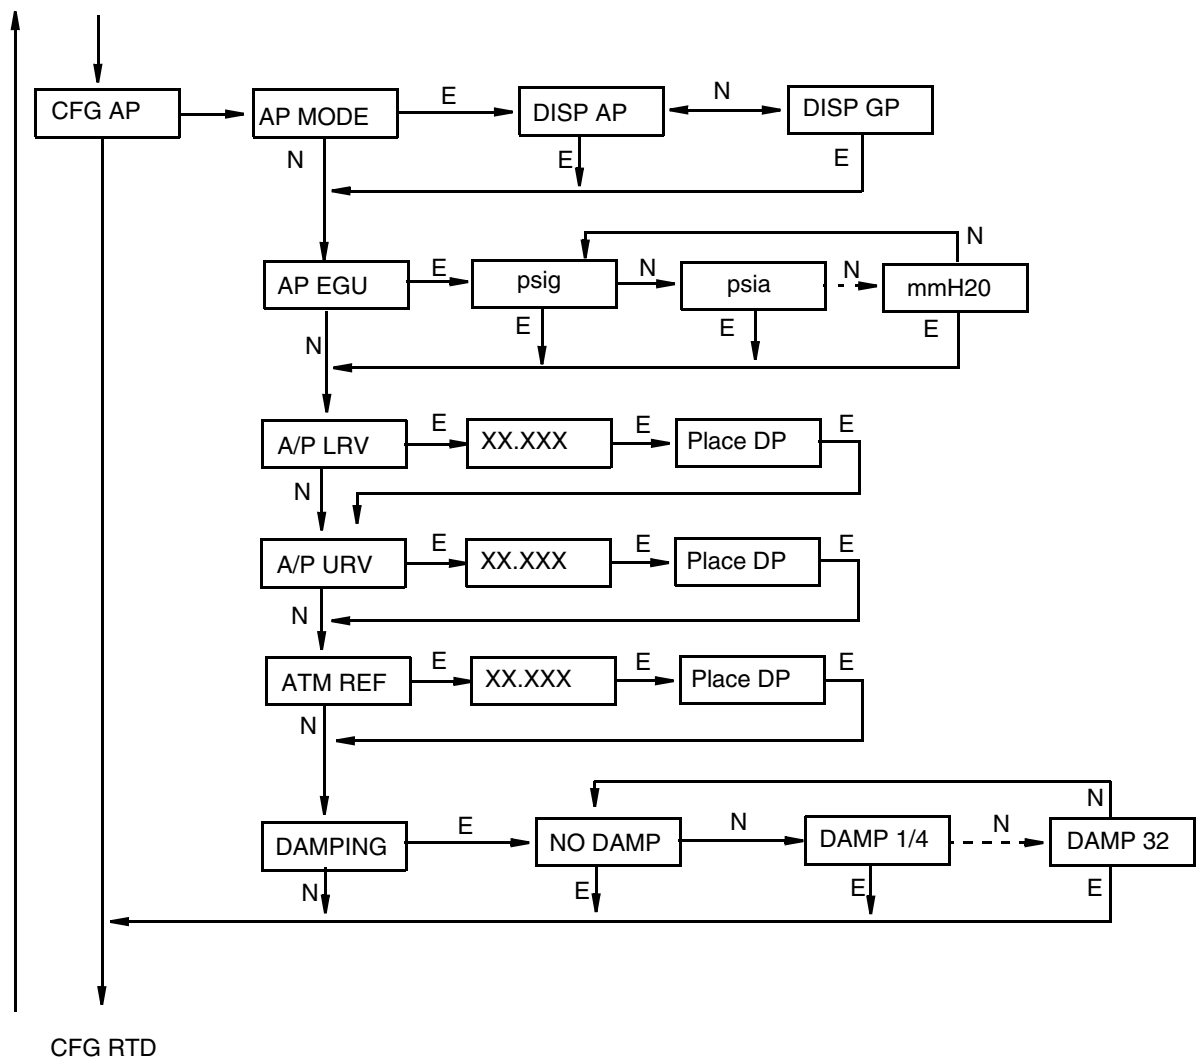 CFG AP
AP MODE
E
DISP AP
N
DISP GP
N
E
E
N
AP EGU
E
psig
N
psia
N
mmH20
N
E
E
E
A/P LRV
E
XX.XXX
E
Place DP
E
N
A/P URV
E
XX.XXX
E
Place DP
E
N
ATM REF
E
XX.XXX
E
Place DP
E
N
N
DAMPING
E
NO DAMP
N
DAMP 1/4
N
DAMP 32
N
E
E
E
CFG RTD